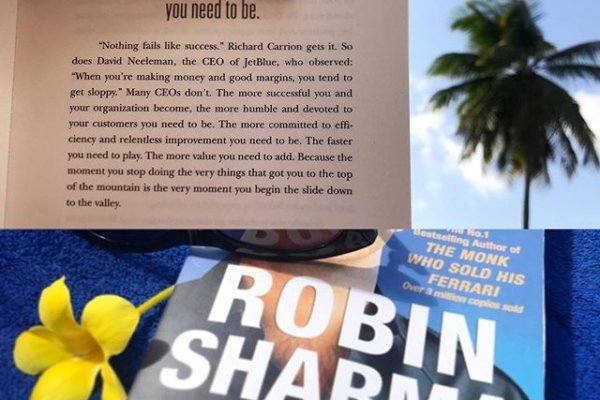 you need to be.
"Nothing fails like success." Richard Carrion gets it. So
does David Neeleman, the CEO of JetBlue, who observed:
"When you're making money and good margins, you tend to
get sloppy." Many CEOs don't. The more successful you and
your organization become, the more humble and devoted to
your customers you need to be. The more committed to effi-
ciency and relentless improvement you need to be. The faster
you need to play. The more value you need to add. Because the
moment you stop doing the very things that got you to the top
of the mountain is the very moment you begin the slide down
to the valley.
The No.1
Bestselling Author of
THE MONK
WHO SOLD HIS
FERRARI
Over 3 million copies sold
ROBIN
SHARMA